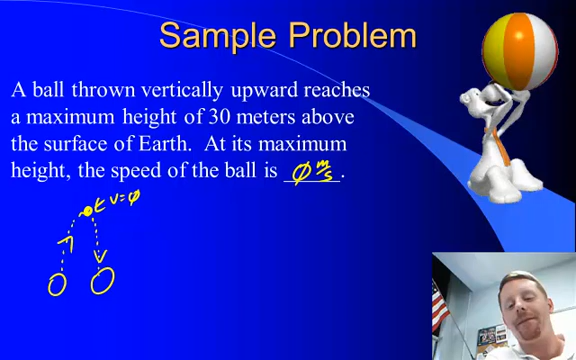 Sample Problem
A ball thrown vertically upward reaches
a maximum height of 30 meters above
the surface of Earth. At its maximum
height, the speed of the ball is 0 m/s.
v=0